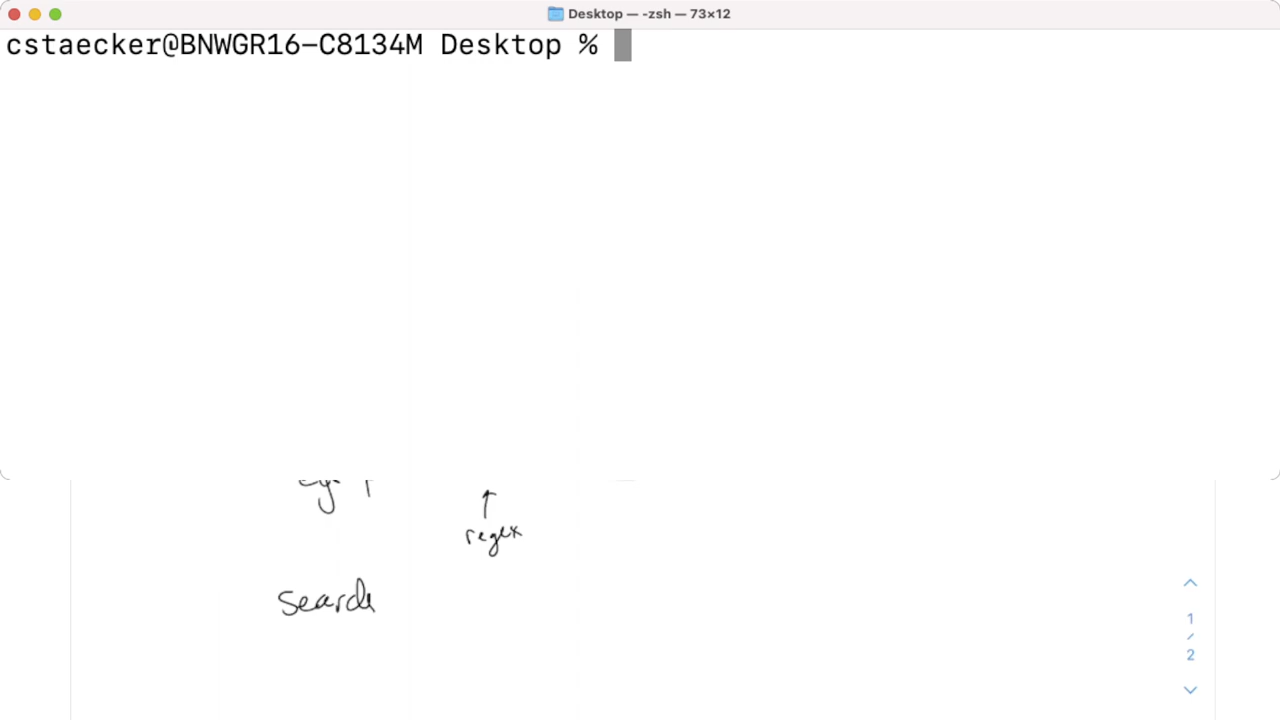 Desktop — -zsh — 73×12
cstaecker@BNWGR16-C8134M Desktop %
regex
search
1
/
2